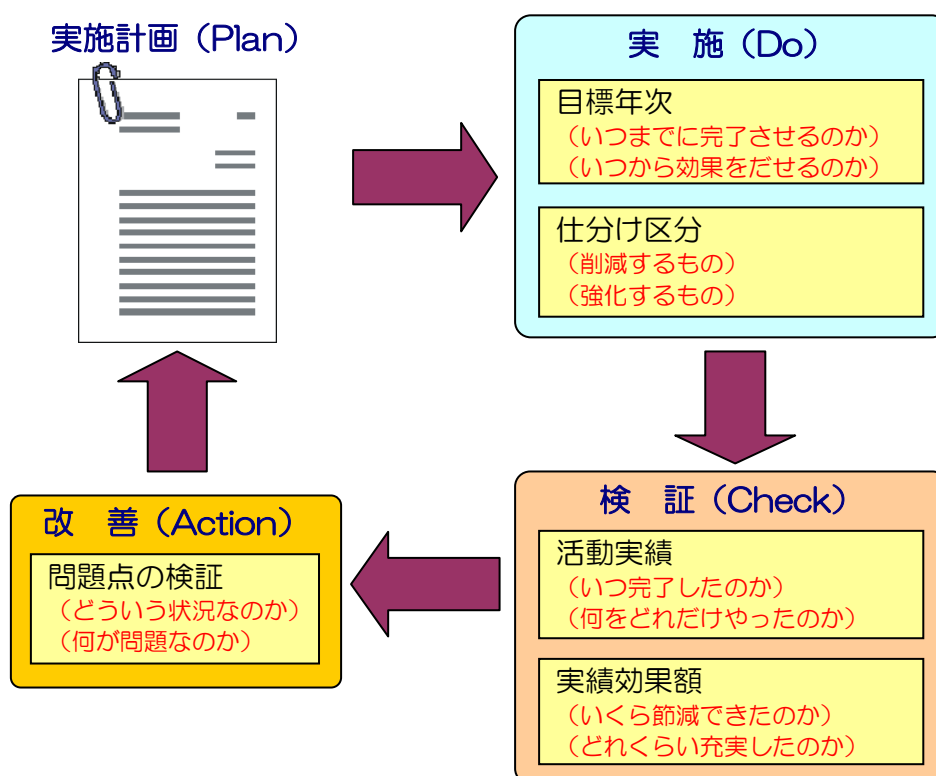 実施計画（Plan）
実　施（Do）
目標年次
（いつまでに完了させるのか）
（いつから効果をだせるのか）
仕分け区分
（削減するもの）
（強化するもの）
検　証（Check）
活動実績
（いつ完了したのか）
（何をどれだけやったのか）
実績効果額
（いくら節減できたのか）
（どれくらい充実したのか）
改　善（Action）
問題点の検証
（どういう状況なのか）
（何が問題なのか）